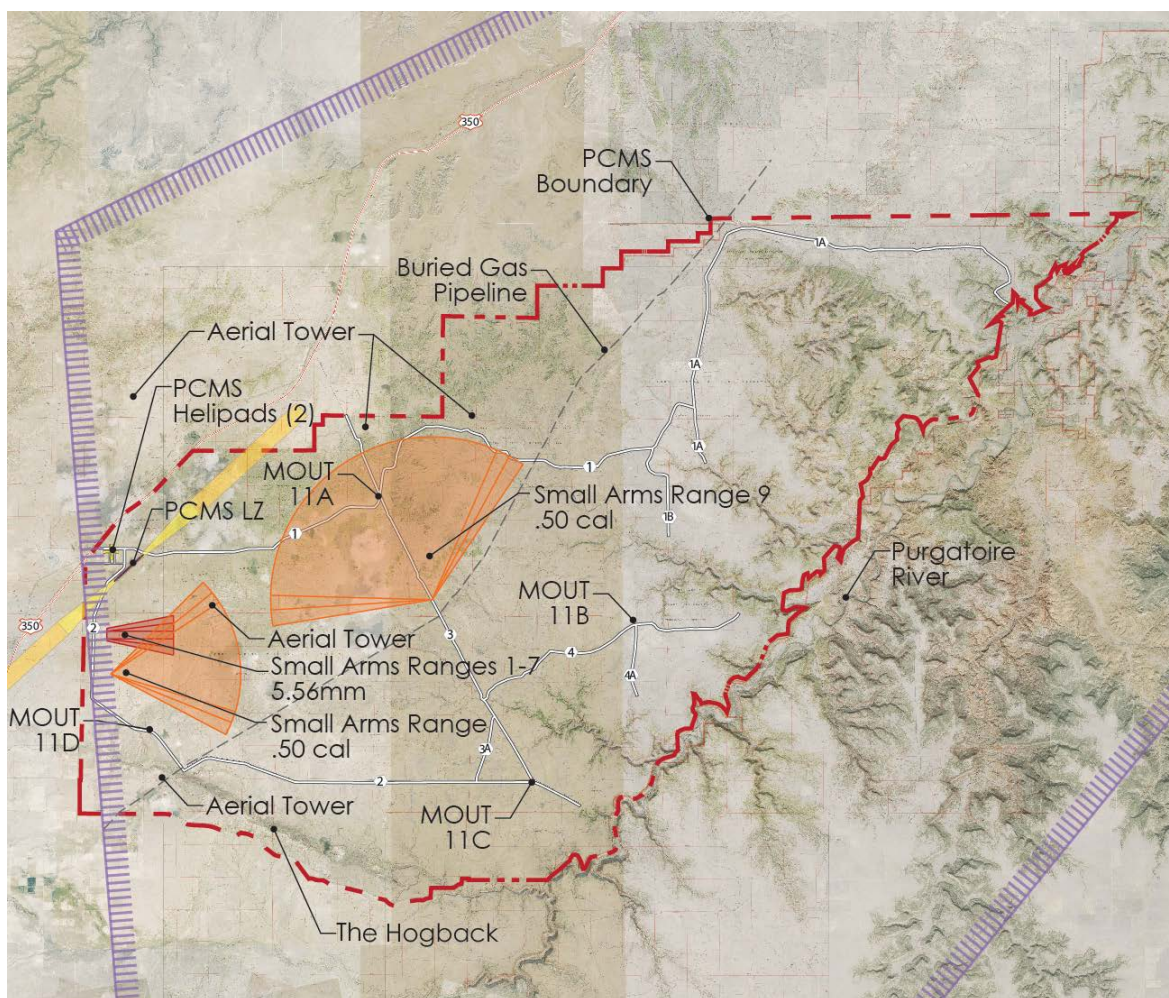 350
PCMS
Boundary
1A
Buried Gas
Pipeline
Aerial Tower
1A
PCMS
Helipads (2)
1A
MOUT
11A
1
Small Arms Range 9
.50 cal
PCMS LZ
1
1B
Purgatoire
River
MOUT
11B
350
2
3
Aerial Tower
4
Small Arms Ranges 1-7
5.56mm
4A
MOUT
11D
Small Arms Range
.50 cal
3A
2
Aerial Tower
MOUT
11C
The Hogback